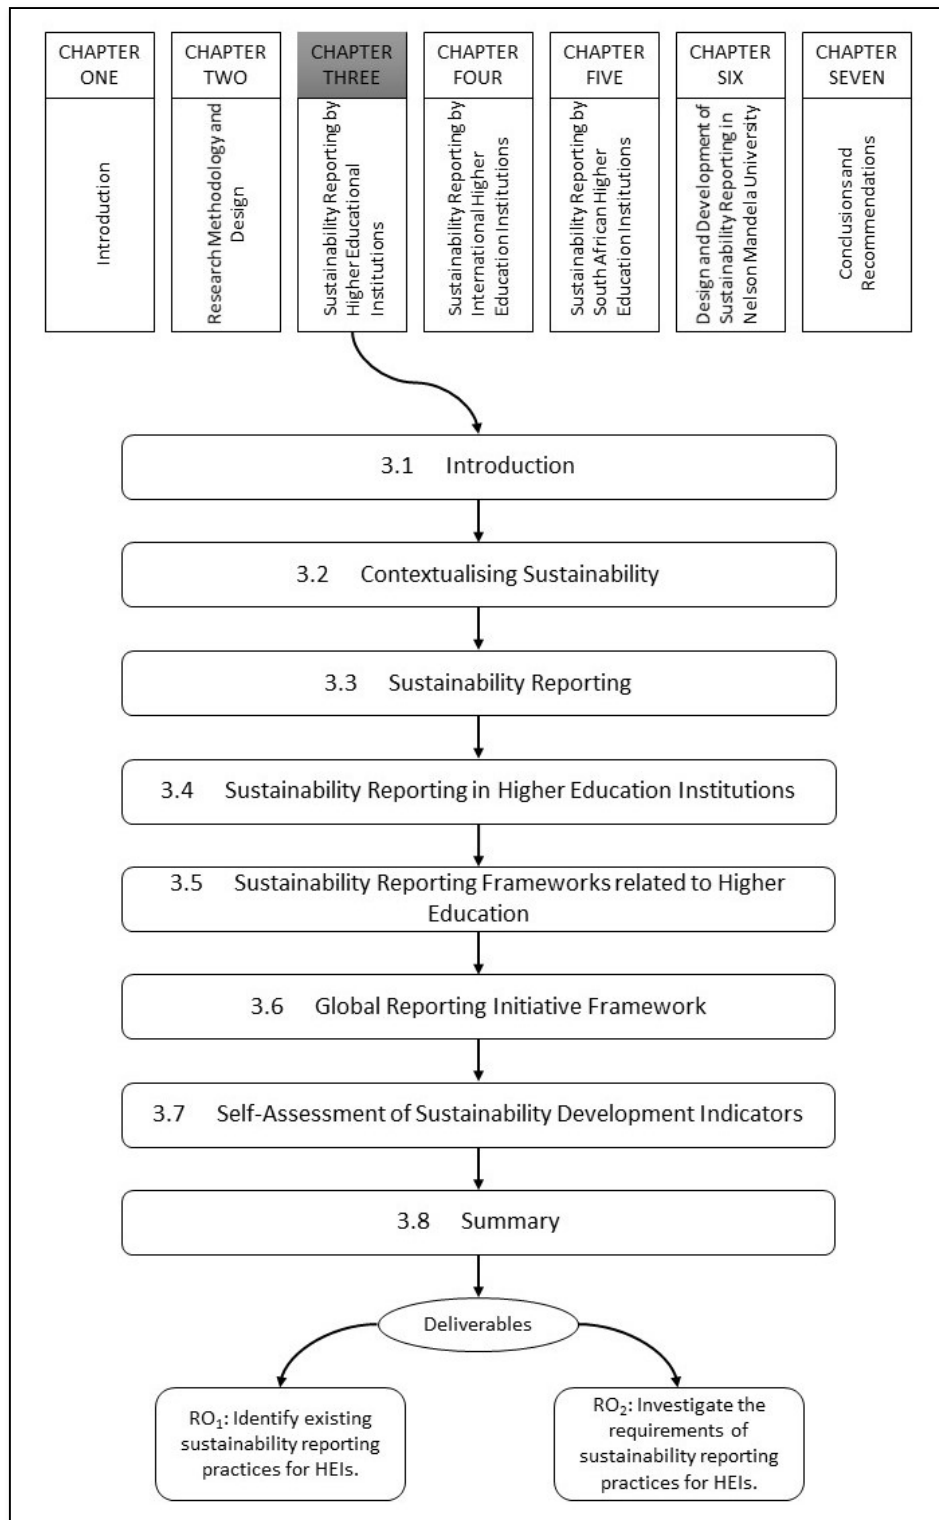 CHAPTER
ONE
Introduction
CHAPTER
TWO
Research Methodology and
Design
CHAPTER
THREE
Sustainability Reporting by
Higher Educational
Institutions
CHAPTER
FOUR
Sustainability Reporting by
International Higher
Education Institutions
CHAPTER
FIVE
Sustainability Reporting by
South African Higher
Education Institutions
CHAPTER
SIX
Design and Development of
Sustainability Reporting in
Nelson Mandela University
CHAPTER
SEVEN
Conclusions and
Recommendations
3.1 Introduction
3.2 Contextualising Sustainability
3.3 Sustainability Reporting
3.4 Sustainability Reporting in Higher Education Institutions
3.5 Sustainability Reporting Frameworks related to Higher
Education
3.6 Global Reporting Initiative Framework
3.7 Self-Assessment of Sustainability Development Indicators
3.8 Summary
Deliverables
RO₁: Identify existing
sustainability reporting
practices for HEIs.
RO₂: Investigate the
requirements of
sustainability reporting
practices for HEIs.